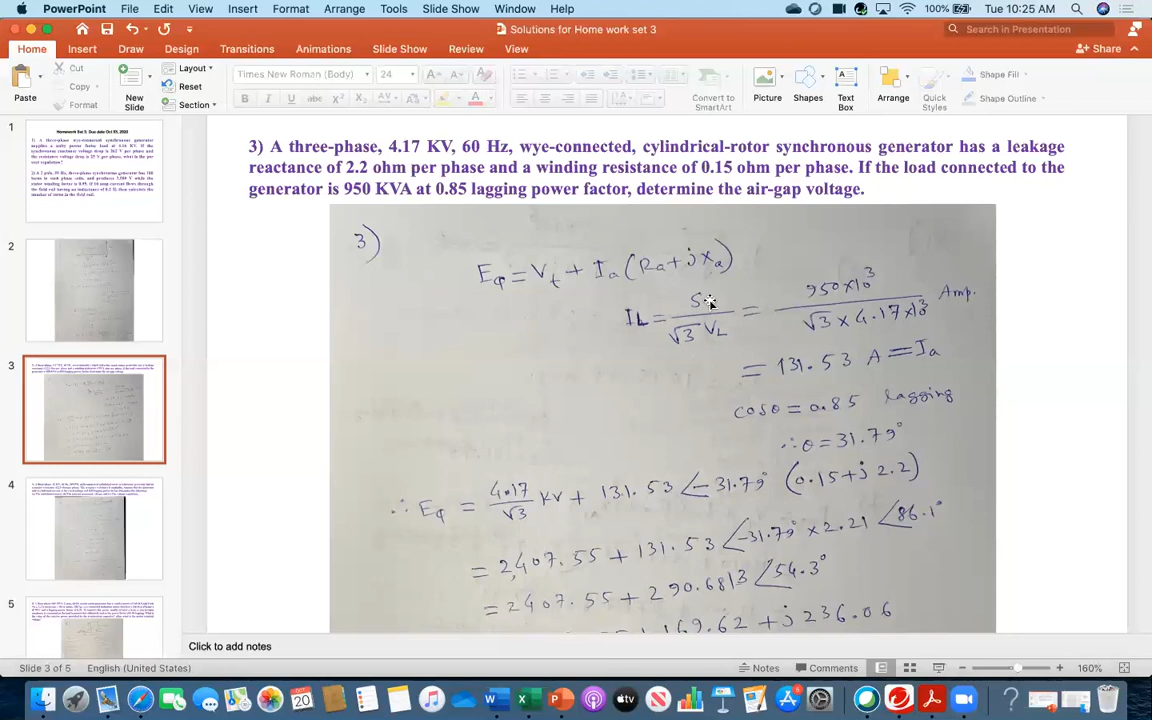 PowerPoint File Edit View Insert Format Arrange Tools Slide Show Window Help 100% Tue 10:25 AM
Solutions for Home work set 3
Search in Presentation
Home Insert Draw Design Transitions Animations Slide Show Review View Share
Paste Cut Copy Format
New Slide Layout Reset Section
Times New Roman (Body) 24
Convert to SmartArt
Picture Shapes Text Box Arrange Quick Styles Shape Fill Shape Outline
1
2
3
4
5
3) A three-phase, 4.17 KV, 60 Hz, wye-connected, cylindrical-rotor synchronous generator has a leakage
reactance of 2.2 ohm per phase and a winding resistance of 0.15 ohm per phase. If the load connected to the
generator is 950 KVA at 0.85 lagging power factor, determine the air-gap voltage.
3)
Eφ = Vt + Ia (Ra + jXa)
IL = S / √3 VL = 950×10³ / √3 × 4.17×10³ Amp.
= 131.53 A = Ia
cosθ = 0.85 lagging
∴ θ = 31.79°
∴ Eφ = 4.17/√3 KV + 131.53 ∠-31.79° (0.15 + j 2.2)
= 2,407.55 + 131.53 ∠-31.79° × 2.21 ∠86.1°
= 2407.55 + 290.6813 ∠54.3°
169.62 + j 236.06
Click to add notes
Slide 3 of 5 English (United States) Notes Comments 160%